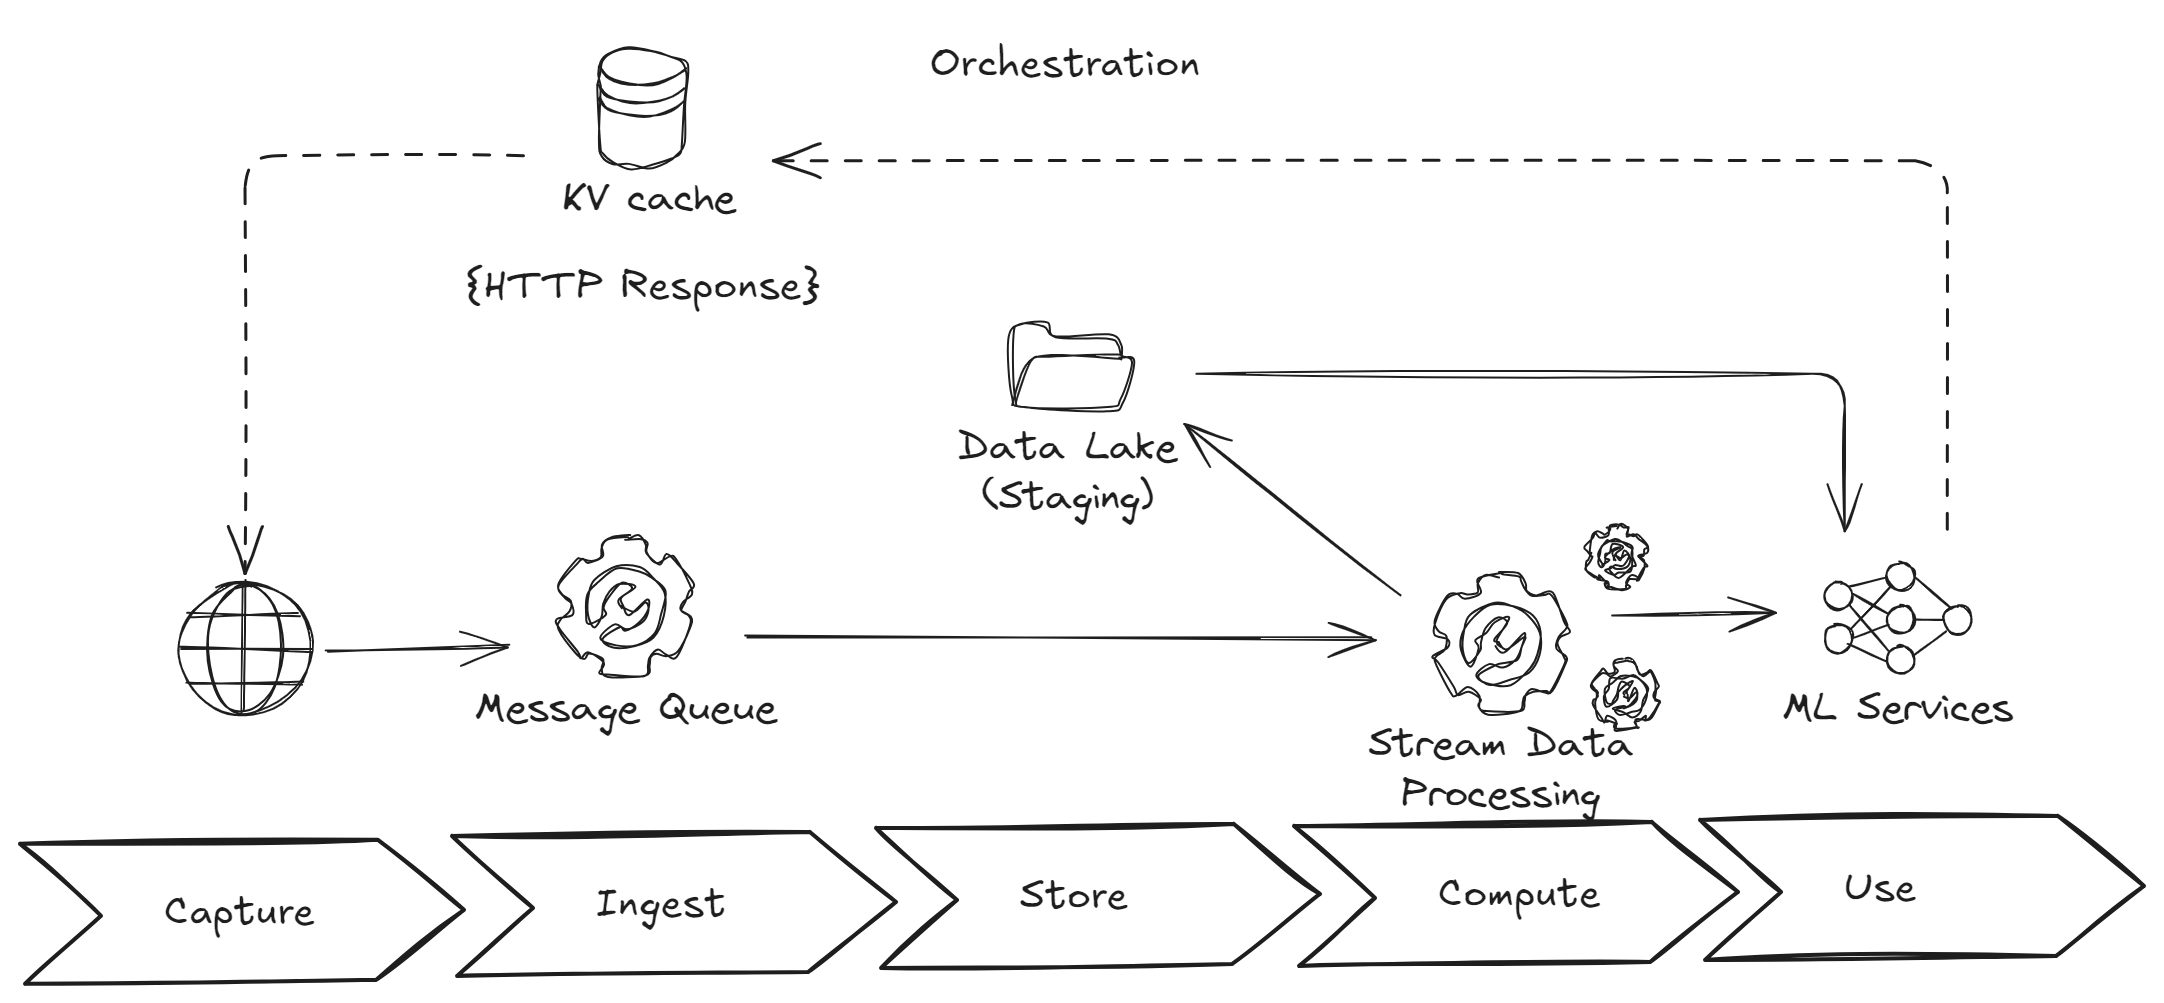 Orchestration
KV cache
{HTTP Response}
Data Lake
(Staging)
Message Queue
Stream Data
Processing
ML Services
Capture
Ingest
Store
Compute
Use